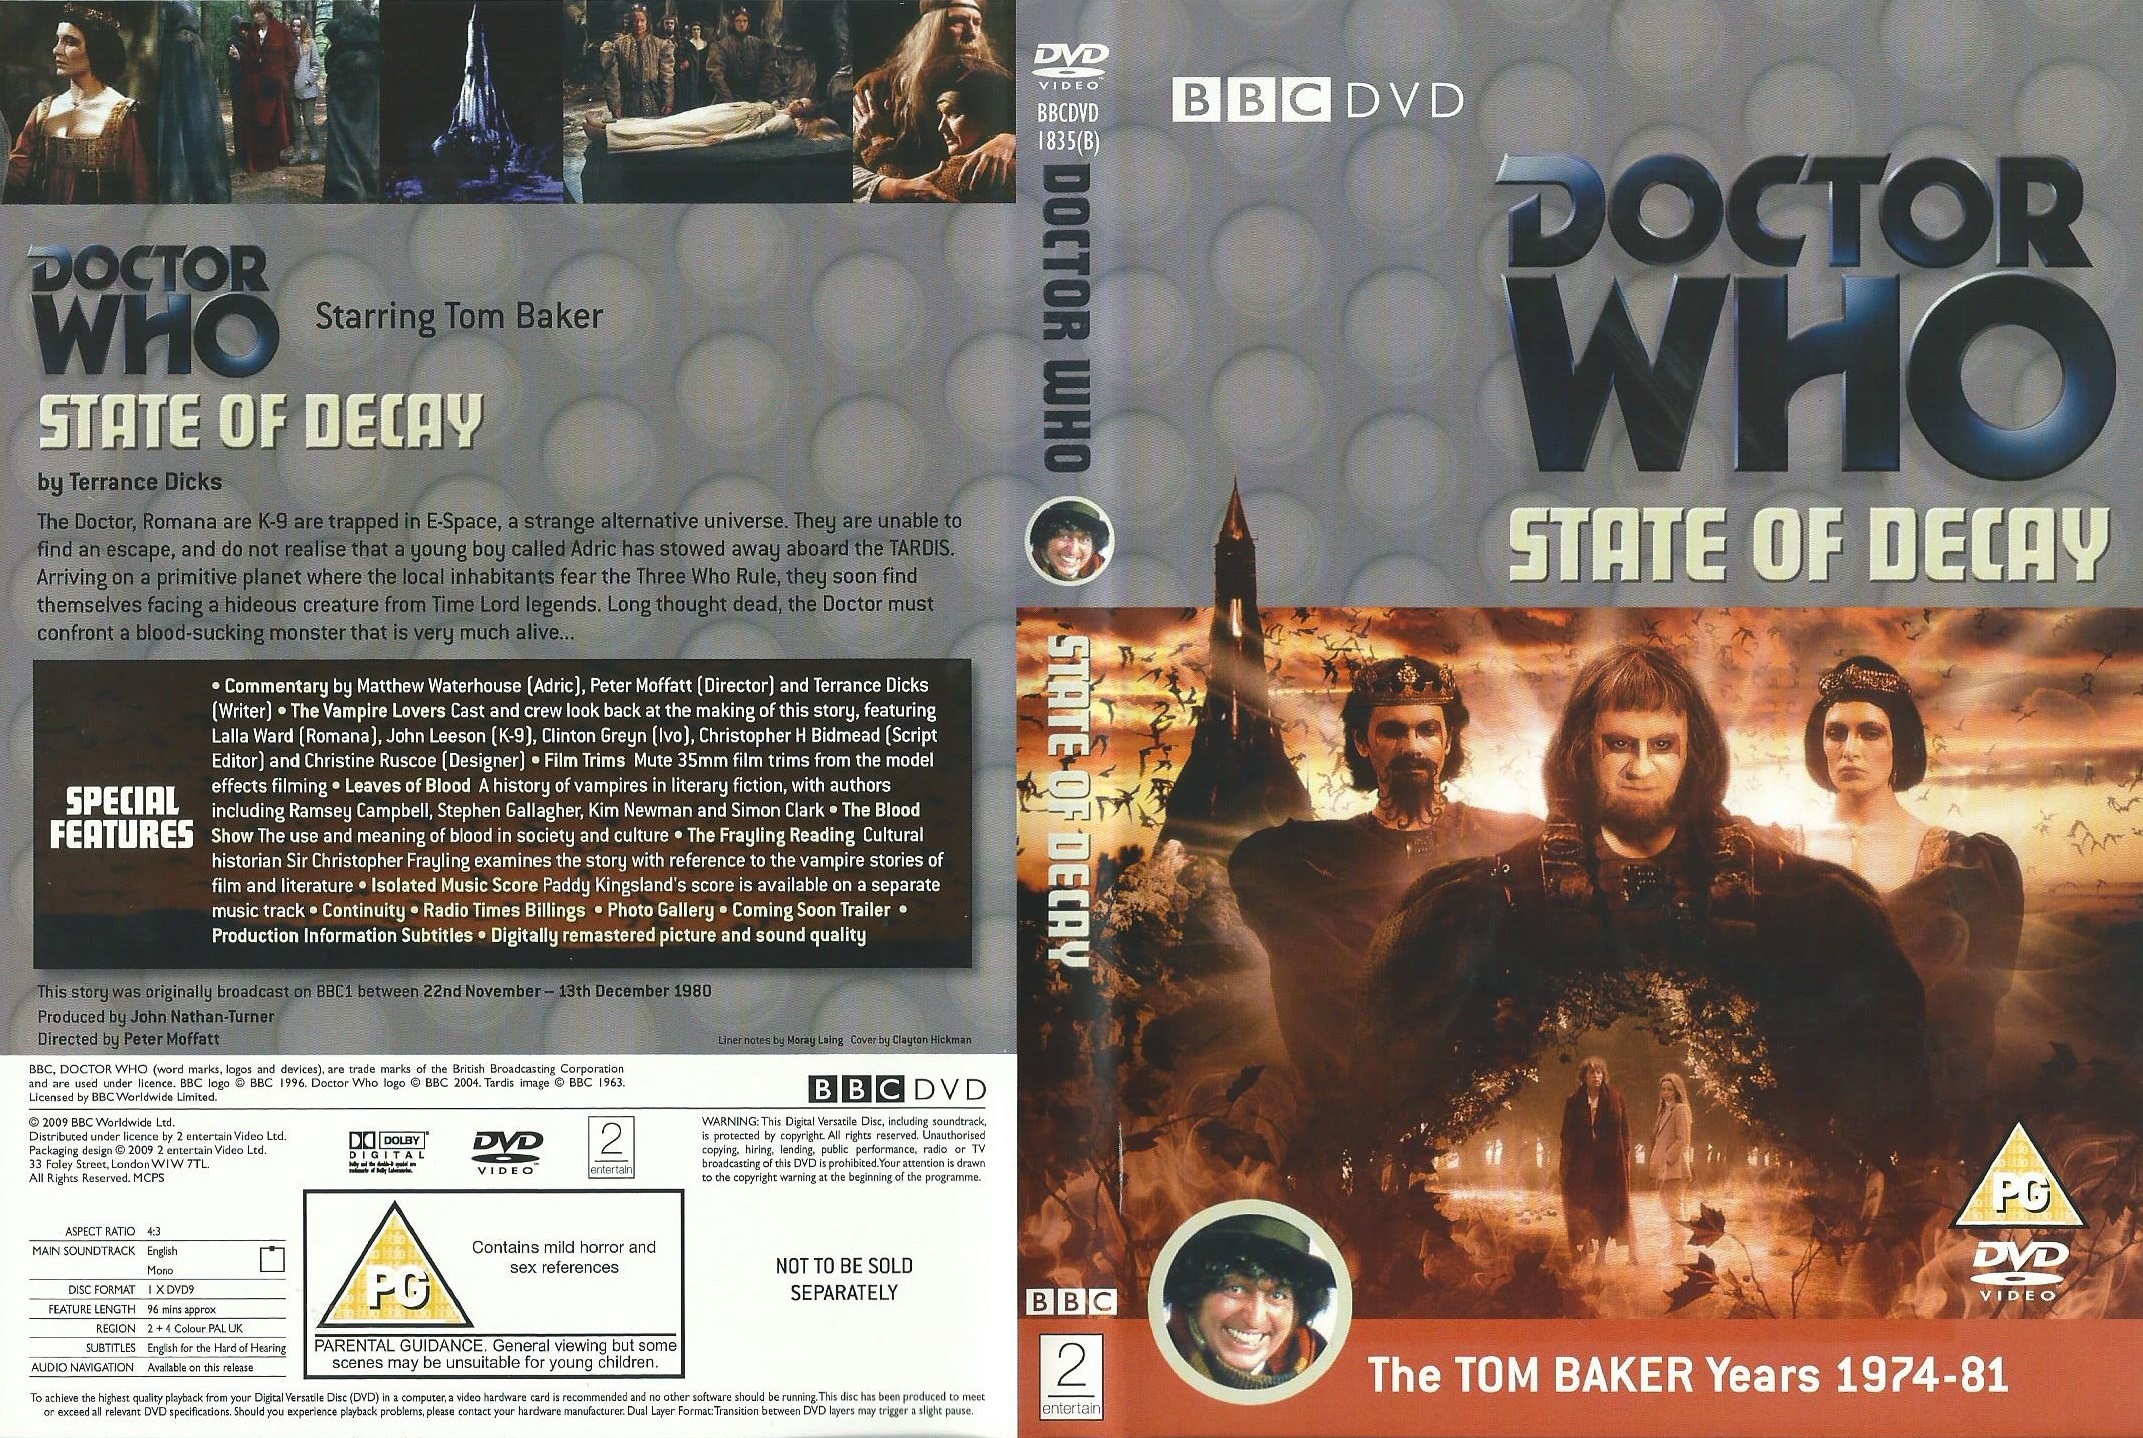 DOCTOR
WHO
Starring Tom Baker
STATE OF DECAY
by Terrance Dicks
The Doctor, Romana are K-9 are trapped in E-Space, a strange alternative universe. They are unable to
find an escape, and do not realise that a young boy called Adric has stowed away aboard the TARDIS.
Arriving on a primitive planet where the local inhabitants fear the Three Who Rule, they soon find
themselves facing a hideous creature from Time Lord legends. Long thought dead, the Doctor must
confront a blood-sucking monster that is very much alive...
SPECIAL
FEATURES
• Commentary by Matthew Waterhouse (Adric), Peter Moffatt (Director) and Terrance Dicks
(Writer) • The Vampire Lovers Cast and crew look back at the making of this story, featuring
Lalla Ward (Romana), John Leeson (K-9), Clinton Greyn (Ivo), Christopher H Bidmead (Script
Editor) and Christine Ruscoe (Designer) • Film Trims Mute 35mm film trims from the model
effects filming • Leaves of Blood A history of vampires in literary fiction, with authors
including Ramsey Campbell, Stephen Gallagher, Kim Newman and Simon Clark • The Blood
Show The use and meaning of blood in society and culture • The Frayling Reading Cultural
historian Sir Christopher Frayling examines the story with reference to the vampire stories of
film and literature • Isolated Music Score Paddy Kingsland's score is available on a separate
music track • Continuity • Radio Times Billings • Photo Gallery • Coming Soon Trailer •
Production Information Subtitles • Digitally remastered picture and sound quality
This story was originally broadcast on BBC1 between 22nd November – 13th December 1980
Produced by John Nathan-Turner
Directed by Peter Moffatt
Liner notes by Moray Laing Cover by Clayton Hickman
BBC, DOCTOR WHO (word marks, logos and devices), are trade marks of the British Broadcasting Corporation
and are used under licence. BBC logo © BBC 1996. Doctor Who logo © BBC 2004. Tardis image © BBC 1963.
Licensed by BBC Worldwide Limited.
BBC DVD
© 2009 BBC Worldwide Ltd.
Distributed under licence by 2 entertain Video Ltd.
Packaging design © 2009 2 entertain Video Ltd.
33 Foley Street, London W1W 7TL.
All Rights Reserved. MCPS
DOLBY
DIGITAL
DVD
VIDEO
2
entertain
WARNING: This Digital Versatile Disc, including soundtrack,
is protected by copyright. All rights reserved. Unauthorised
copying, hiring, lending, public performance, radio or TV
broadcasting of this DVD is prohibited. Your attention is drawn
to the copyright warning at the beginning of the programme.
ASPECT RATIO 4:3
MAIN SOUNDTRACK English
Mono
DISC FORMAT 1 X DVD9
FEATURE LENGTH 96 mins approx
REGION 2 + 4 Colour PAL UK
SUBTITLES English for the Hard of Hearing
AUDIO NAVIGATION Available on this release
PG
Contains mild horror and
sex references
PARENTAL GUIDANCE. General viewing but some
scenes may be unsuitable for young children.
NOT TO BE SOLD
SEPARATELY
To achieve the highest quality playback from your Digital Versatile Disc (DVD) in a computer, a video hardware card is recommended and no other software should be running. This disc has been produced to meet
or exceed all relevant DVD specifications. Should you experience playback problems, please contact your hardware manufacturer. Dual Layer Format: Transition between DVD layers may trigger a slight pause.
DVD
VIDEO
BBCDVD
1835(B)
DOCTOR WHO
STATE OF DECAY
BBC
2
entertain
BBC DVD
DOCTOR
WHO
STATE OF DECAY
PG
DVD
VIDEO
The TOM BAKER Years 1974-81